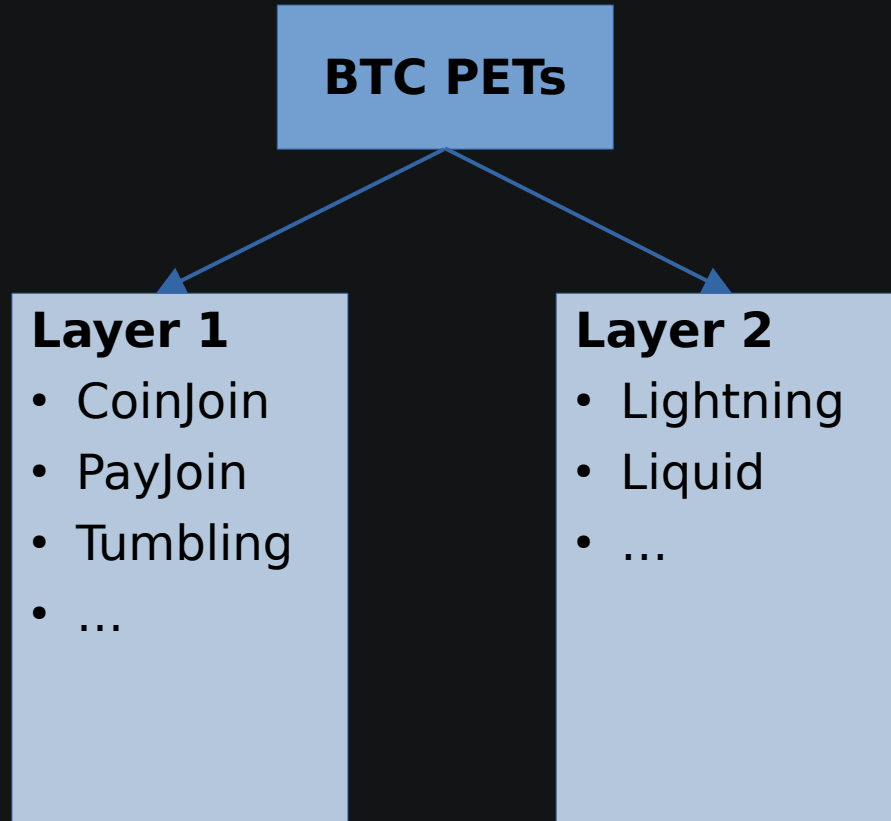 BTC PETs
Layer 1
• CoinJoin
• PayJoin
• Tumbling
• ...
Layer 2
• Lightning
• Liquid
• ...